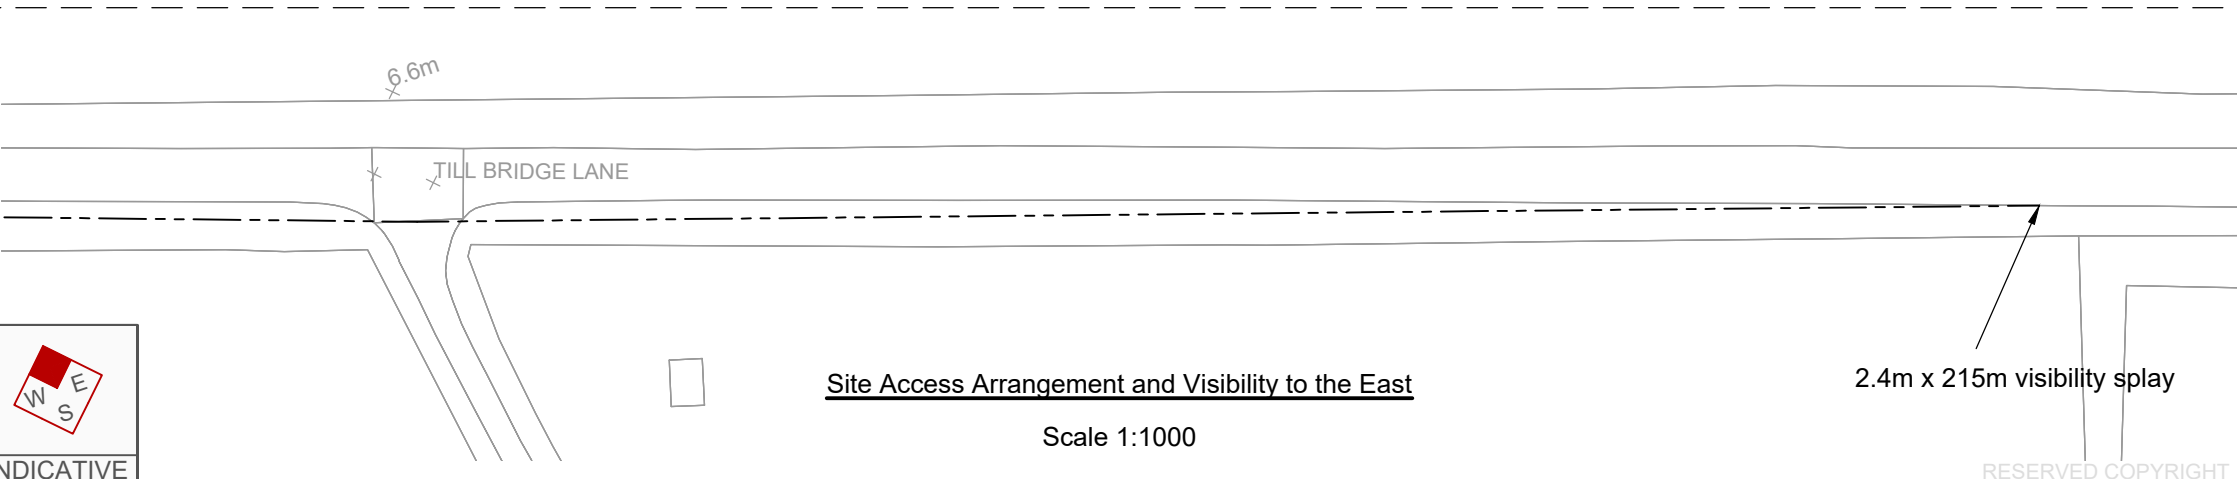 6.6m
TILL BRIDGE LANE
W E
S
Site Access Arrangement and Visibility to the East
2.4m x 215m visibility splay
Scale 1:1000
NDICATIVE
RESERVED COPYRIGHT